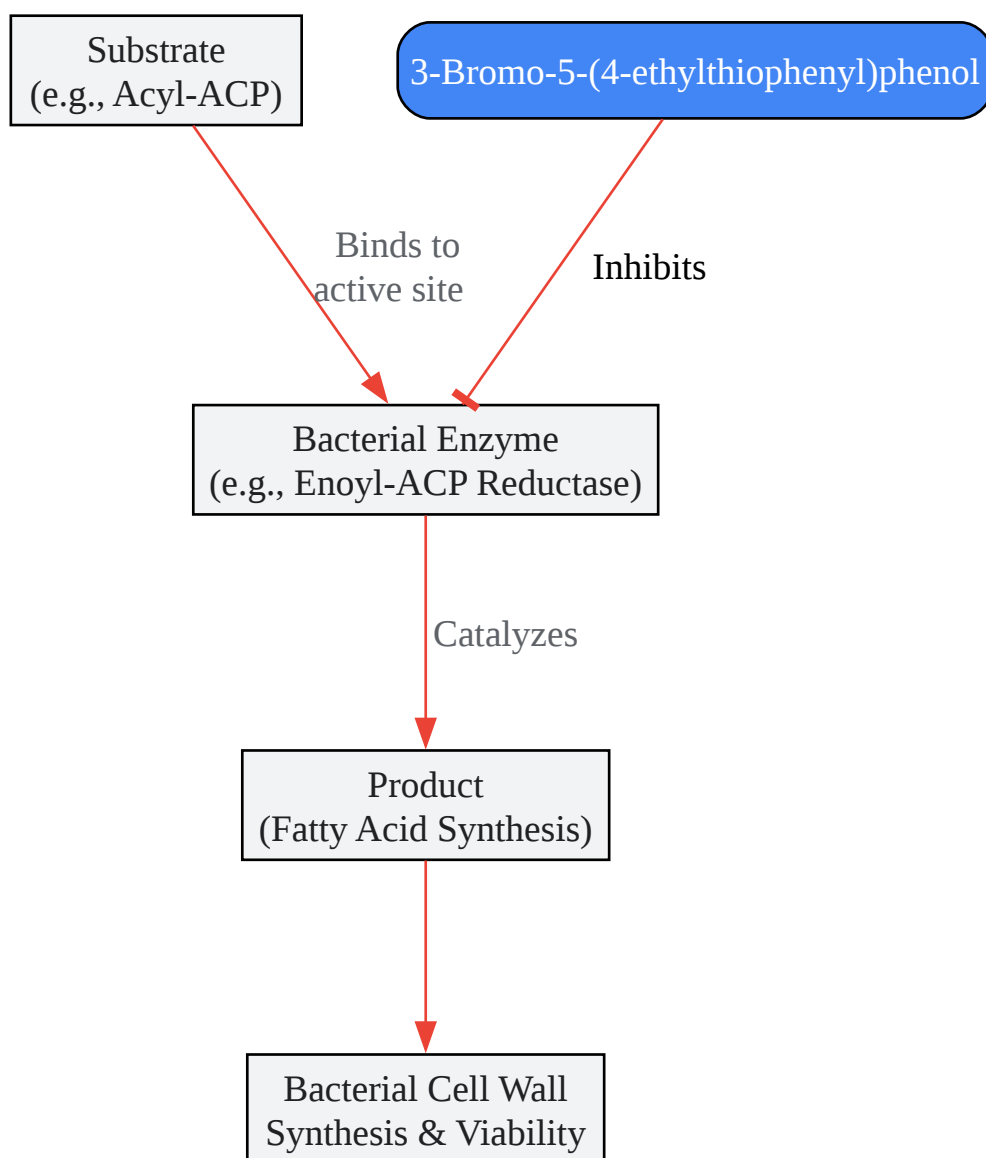 Substrate
(e.g., Acyl-ACP)
3-Bromo-5-(4-ethylthiophenyl)phenol
Binds to
active site
Inhibits
Bacterial Enzyme
(e.g., Enoyl-ACP Reductase)
Catalyzes
Product
(Fatty Acid Synthesis)
Bacterial Cell Wall
Synthesis & Viability